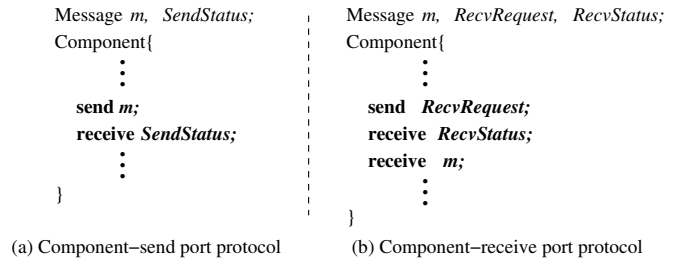 Message m, SendStatus;
Component{
send m;
receive SendStatus;
}
(a) Component−send port protocol
Message m, RecvRequest, RecvStatus;
Component{
send RecvRequest;
receive RecvStatus;
receive m;
}
(b) Component−receive port protocol